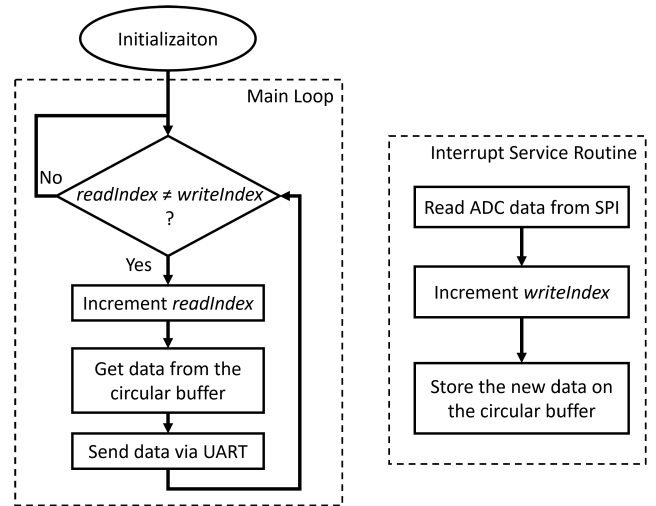 Initializaiton
Main Loop
No
readIndex ≠ writeIndex
?
Yes
Increment readIndex
Get data from the
circular buffer
Send data via UART
Interrupt Service Routine
Read ADC data from SPI
Increment writeIndex
Store the new data on
the circular buffer